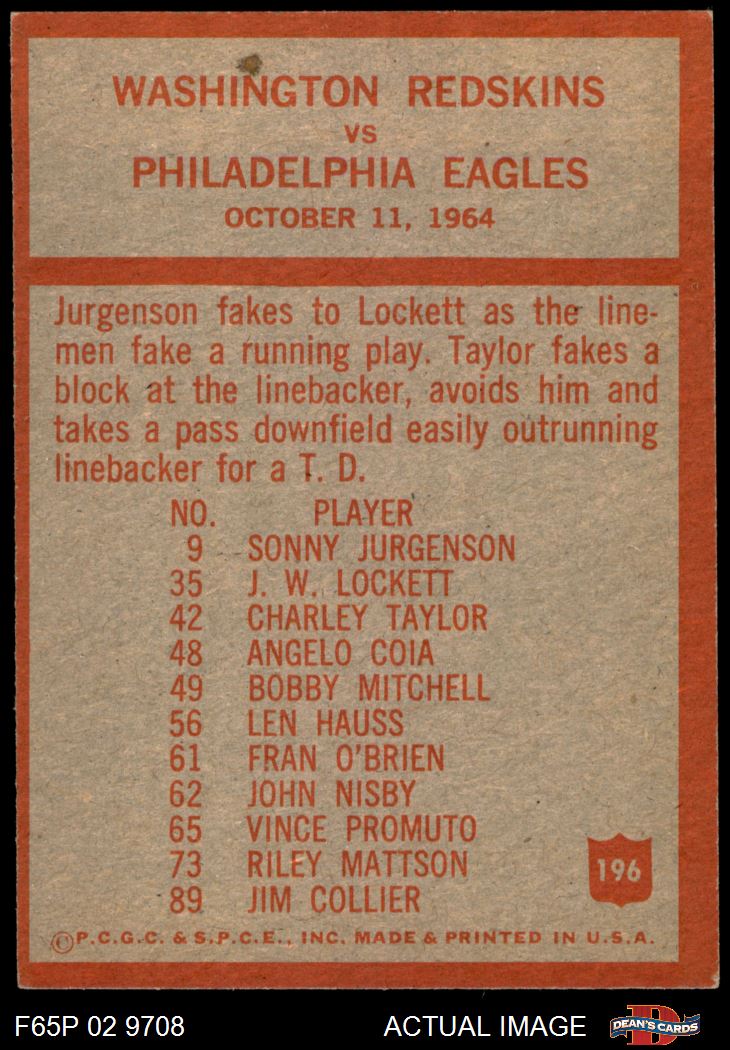 WASHINGTON REDSKINS
VS
PHILADELPHIA EAGLES
OCTOBER 11, 1964
Jurgenson fakes to Lockett as the line-
men fake a running play. Taylor fakes a
block at the linebacker, avoids him and
takes a pass downfield easily outrunning
linebacker for a T. D.
NO. PLAYER
9 SONNY JURGENSON
35 J. W. LOCKETT
42 CHARLEY TAYLOR
48 ANGELO COIA
49 BOBBY MITCHELL
56 LEN HAUSS
61 FRAN O'BRIEN
62 JOHN NISBY
65 VINCE PROMUTO
73 RILEY MATTSON
89 JIM COLLIER
196
©P.C.G.C. & S.P.C.E., INC. MADE & PRINTED IN U.S.A.
F65P 02 9708 ACTUAL IMAGE
D
DEAN'S CARDS